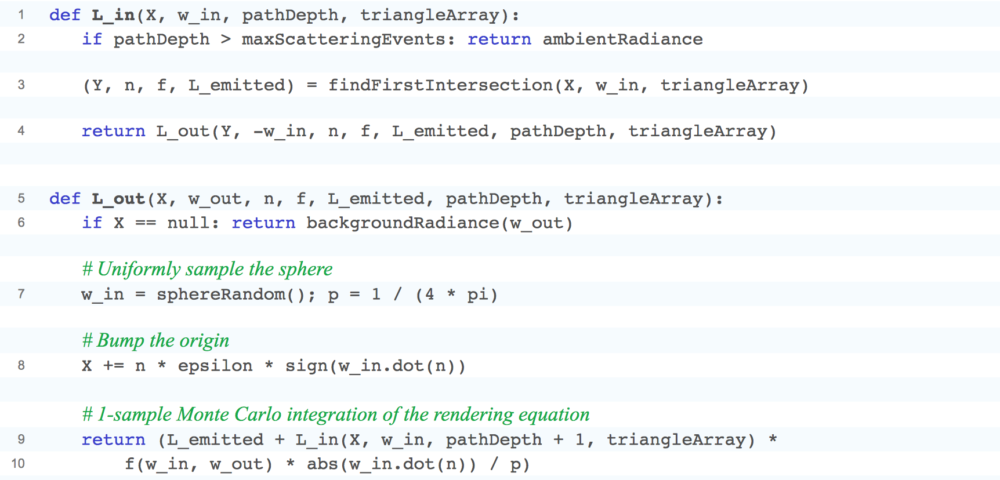 1 def L_in(X, w_in, pathDepth, triangleArray):
2 if pathDepth > maxScatteringEvents: return ambientRadiance
3 (Y, n, f, L_emitted) = findFirstIntersection(X, w_in, triangleArray)
4 return L_out(Y, -w_in, n, f, L_emitted, pathDepth, triangleArray)
5 def L_out(X, w_out, n, f, L_emitted, pathDepth, triangleArray):
6 if X == null: return backgroundRadiance(w_out)
# Uniformly sample the sphere
7 w_in = sphereRandom(); p = 1 / (4 * pi)
# Bump the origin
8 X += n * epsilon * sign(w_in.dot(n))
# 1-sample Monte Carlo integration of the rendering equation
9 return (L_emitted + L_in(X, w_in, pathDepth + 1, triangleArray) *
10 f(w_in, w_out) * abs(w_in.dot(n)) / p)